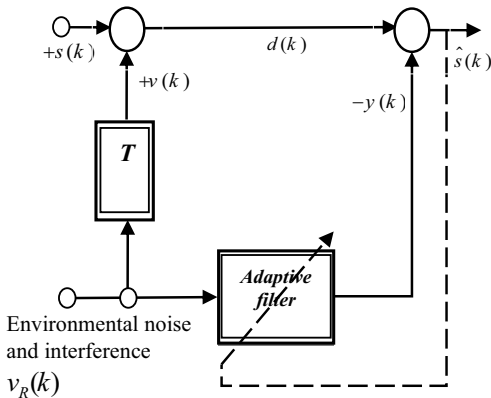 +s(k)
d(k)
ŝ(k)
+v(k)
−y(k)
T
Adaptive
filter
Environmental noise
and interference
v_R(k)